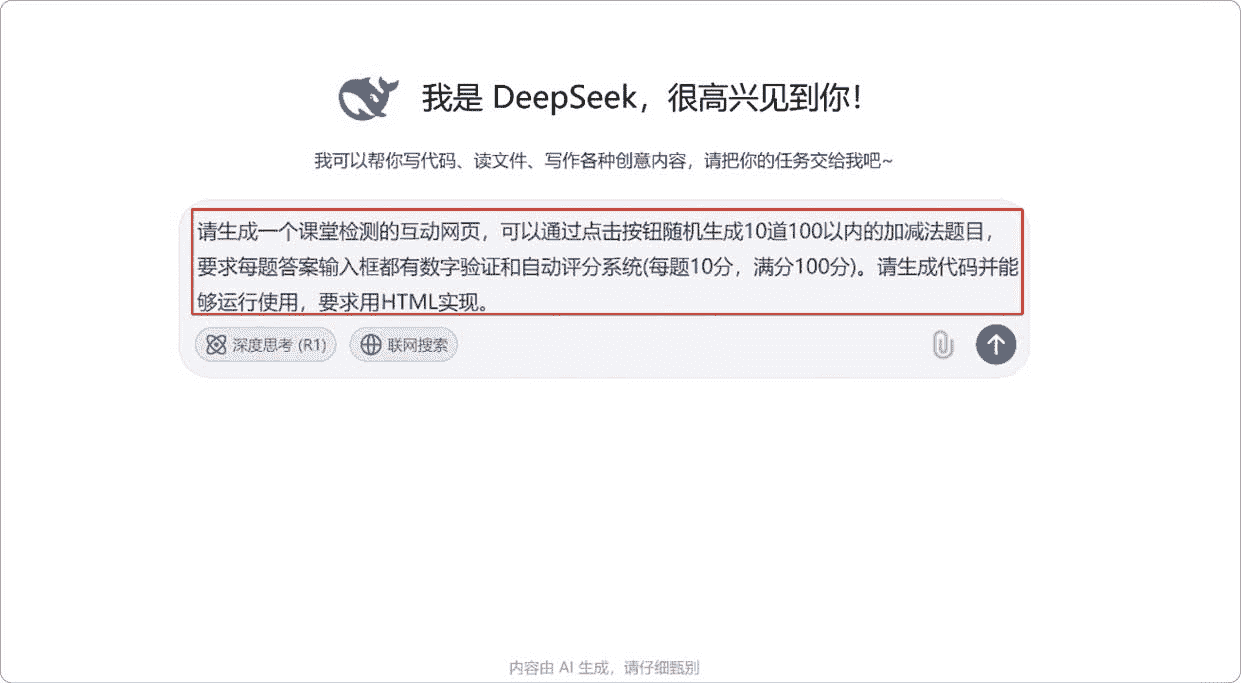 我是 DeepSeek，很高兴见到你！
我可以帮你写代码、读文件、写作各种创意内容，请把你的任务交给我吧~
请生成一个课堂检测的互动网页，可以通过点击按钮随机生成10道100以内的加减法题目，
要求每题答案输入框都有数字验证和自动评分系统(每题10分，满分100分)。请生成代码并能
够运行使用，要求用HTML实现。
深度思考 (R1) 联网搜索
内容由 AI 生成，请仔细甄别